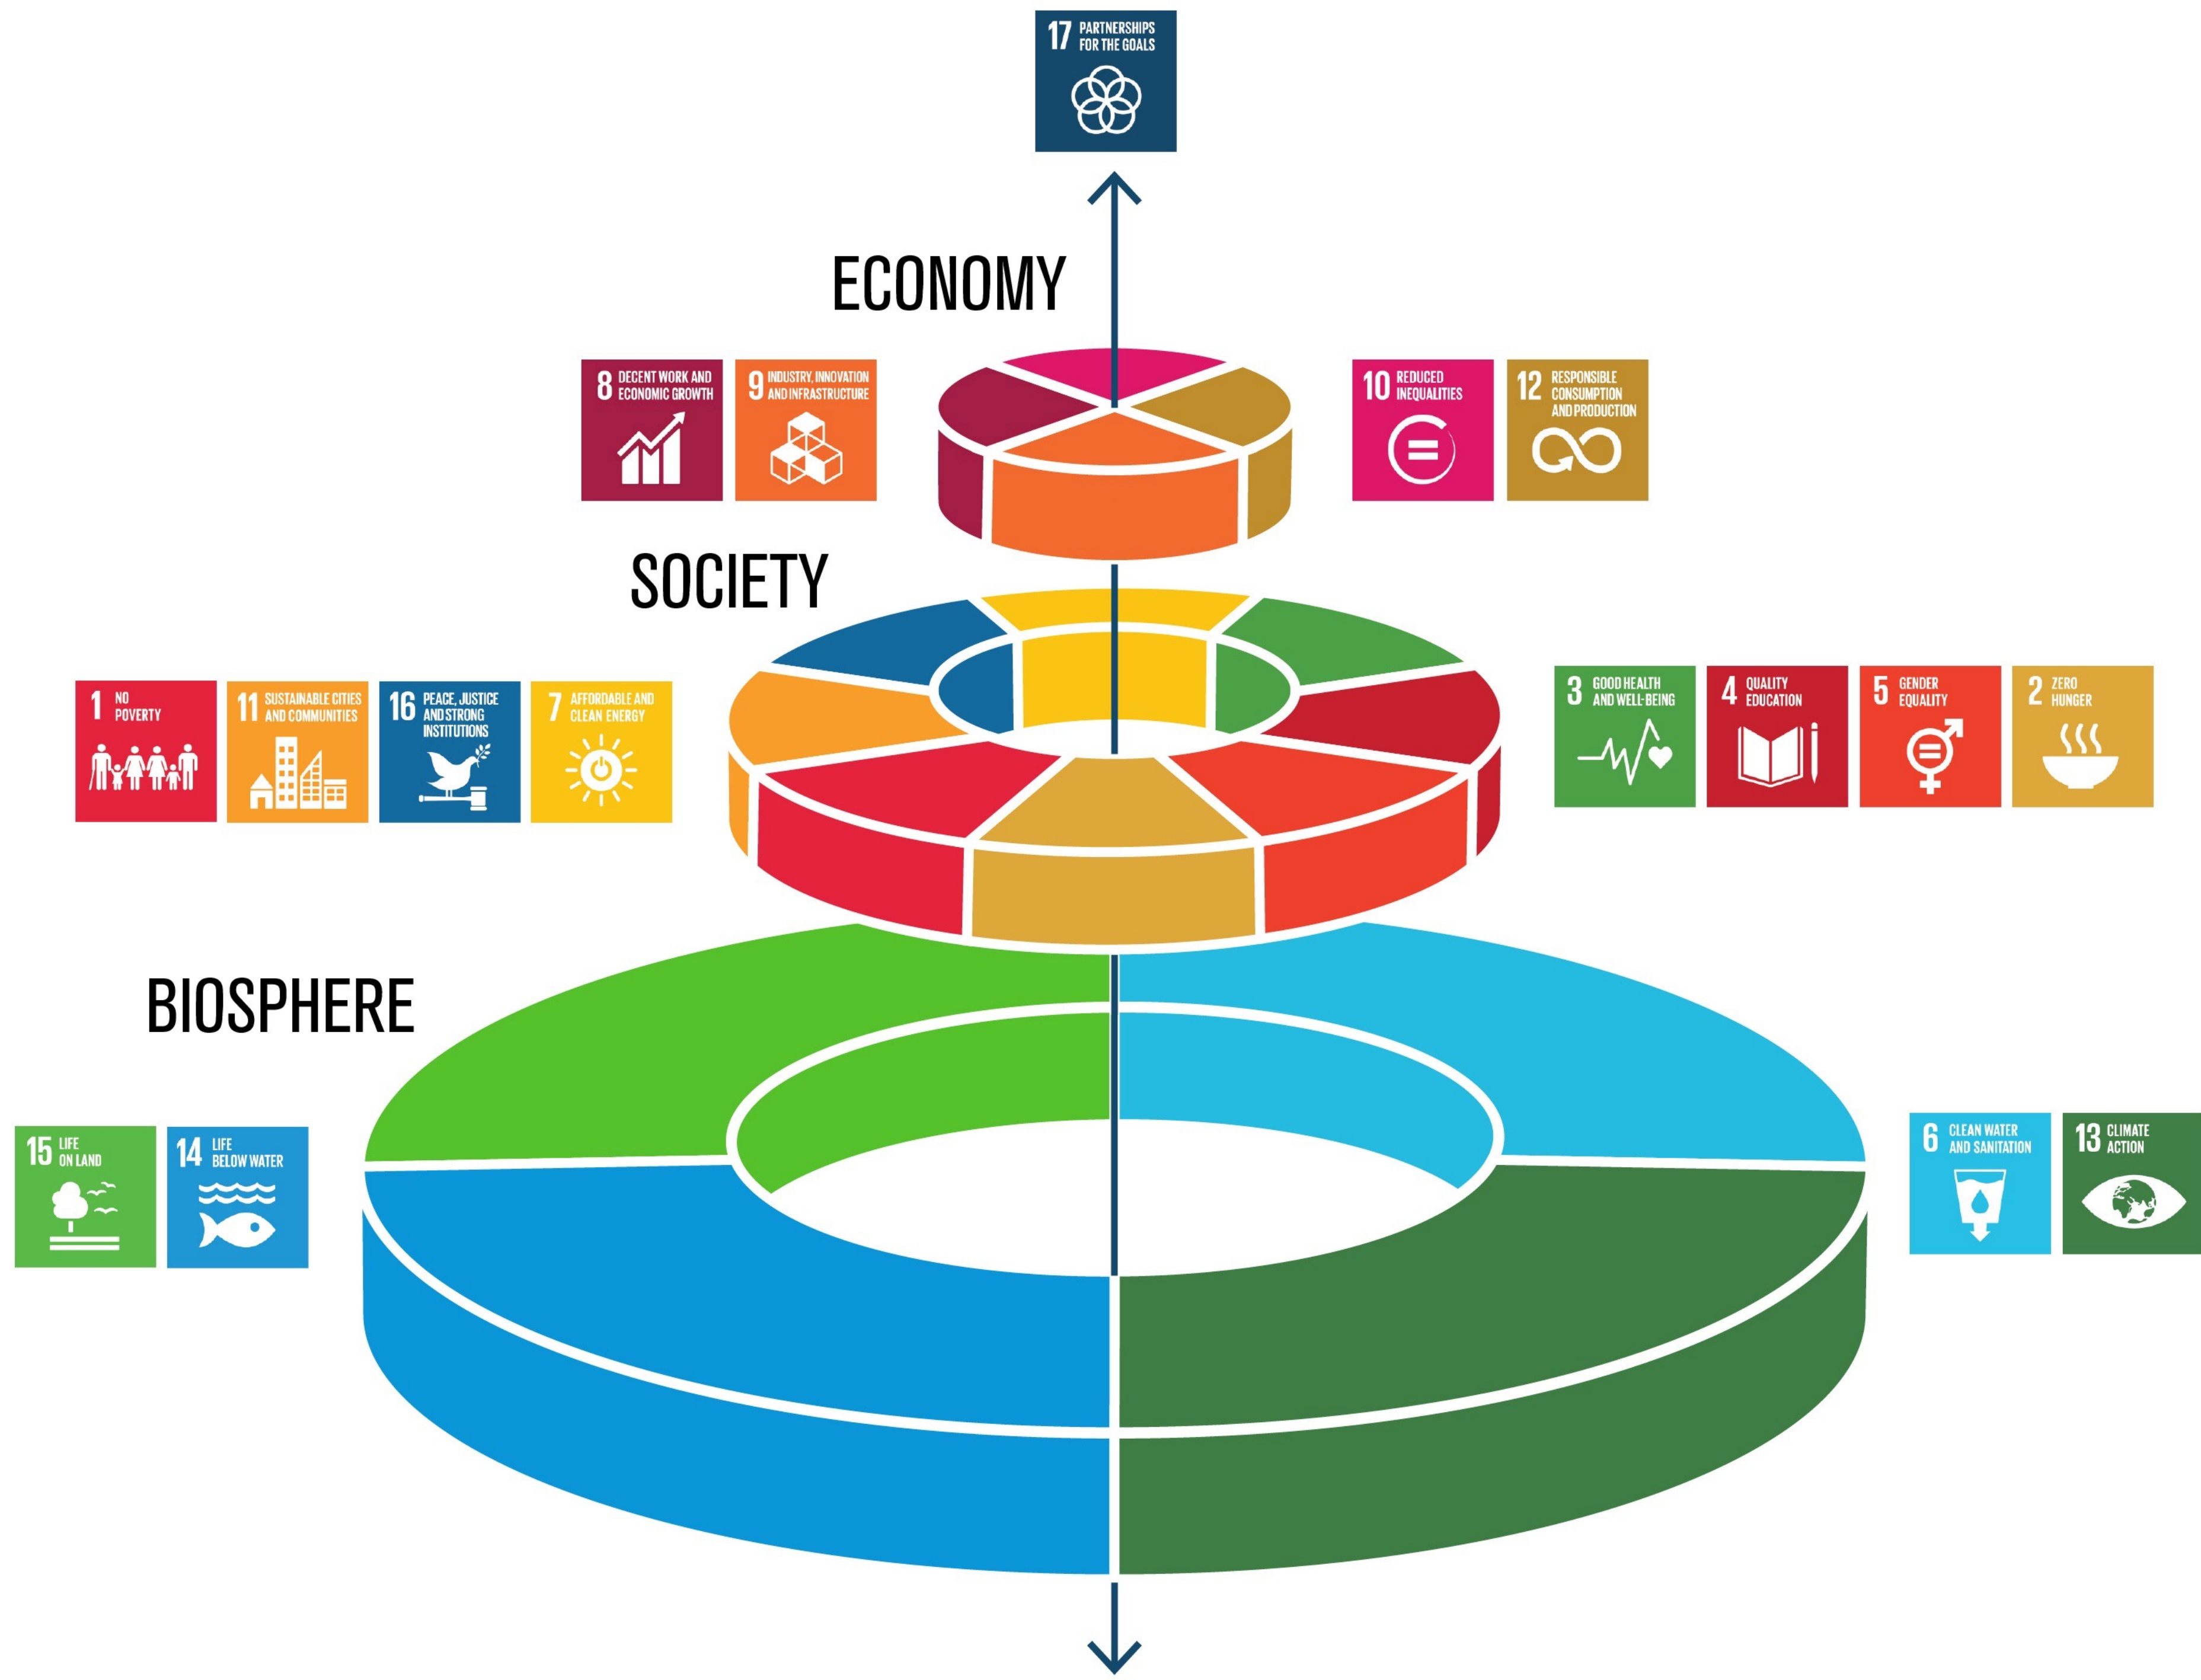 17 PARTNERSHIPS
FOR THE GOALS
ECONOMY
8 DECENT WORK AND
ECONOMIC GROWTH
9 INDUSTRY, INNOVATION
AND INFRASTRUCTURE
10 REDUCED
INEQUALITIES
12 RESPONSIBLE
CONSUMPTION
AND PRODUCTION
SOCIETY
1 NO
POVERTY
11 SUSTAINABLE CITIES
AND COMMUNITIES
16 PEACE, JUSTICE
AND STRONG
INSTITUTIONS
7 AFFORDABLE AND
CLEAN ENERGY
3 GOOD HEALTH
AND WELL-BEING
4 QUALITY
EDUCATION
5 GENDER
EQUALITY
2 ZERO
HUNGER
BIOSPHERE
15 LIFE
ON LAND
14 LIFE
BELOW WATER
6 CLEAN WATER
AND SANITATION
13 CLIMATE
ACTION